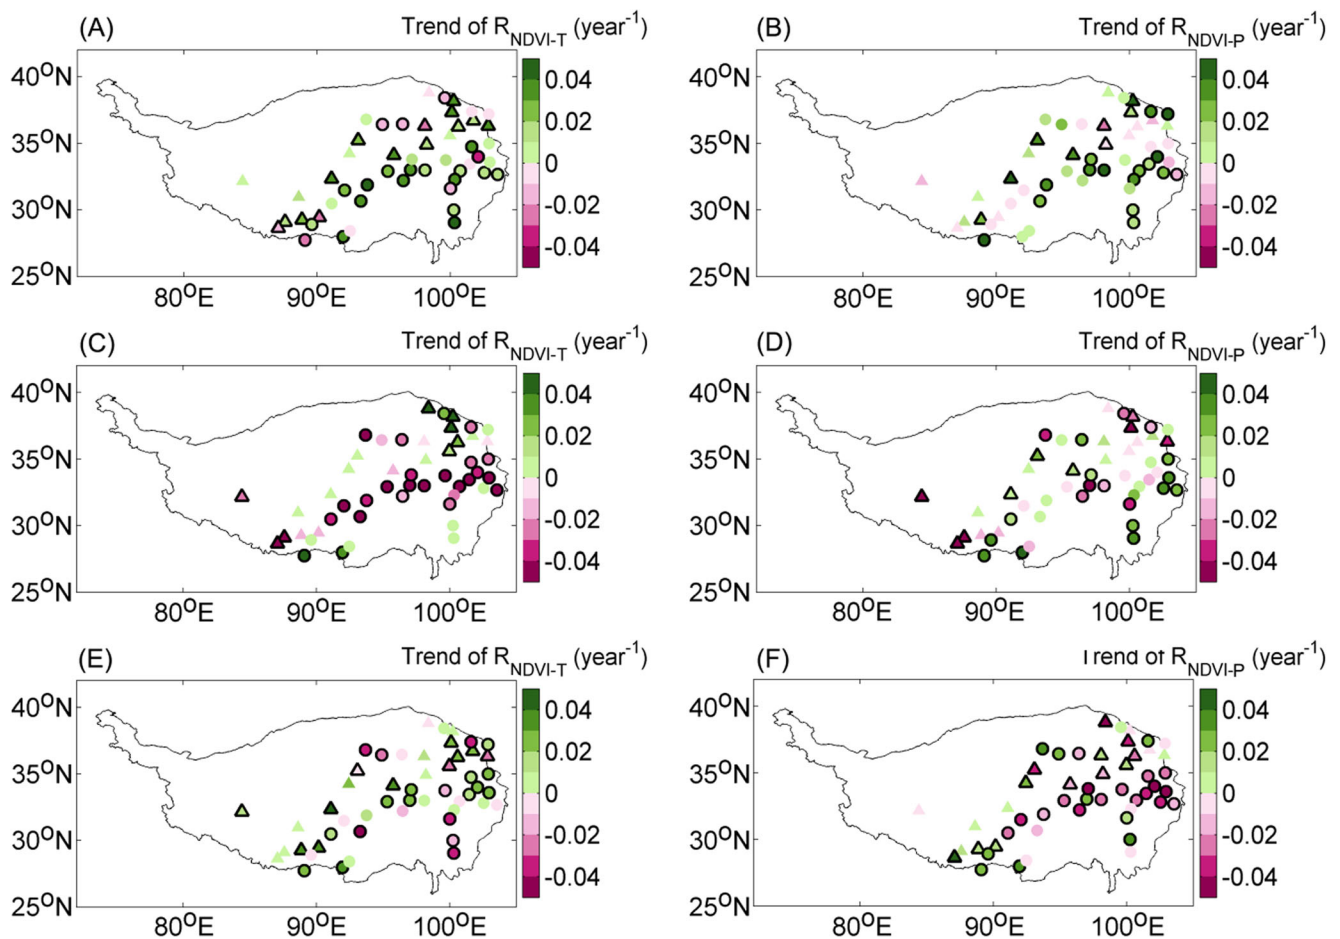 (A) Trend of R_NDVI-T (year^-1)
40°N
35°N
30°N
25°N
80°E 90°E 100°E
0.04
0.02
0
-0.02
-0.04
(B) Trend of R_NDVI-P (year^-1)
40°N
35°N
30°N
25°N
80°E 90°E 100°E
0.04
0.02
0
-0.02
-0.04
(C) Trend of R_NDVI-T (year^-1)
40°N
35°N
30°N
25°N
80°E 90°E 100°E
0.04
0.02
0
-0.02
-0.04
(D) Trend of R_NDVI-P (year^-1)
40°N
35°N
30°N
25°N
80°E 90°E 100°E
0.04
0.02
0
-0.02
-0.04
(E) Trend of R_NDVI-T (year^-1)
40°N
35°N
30°N
25°N
80°E 90°E 100°E
0.04
0.02
0
-0.02
-0.04
(F) Trend of R_NDVI-P (year^-1)
40°N
35°N
30°N
25°N
80°E 90°E 100°E
0.04
0.02
0
-0.02
-0.04